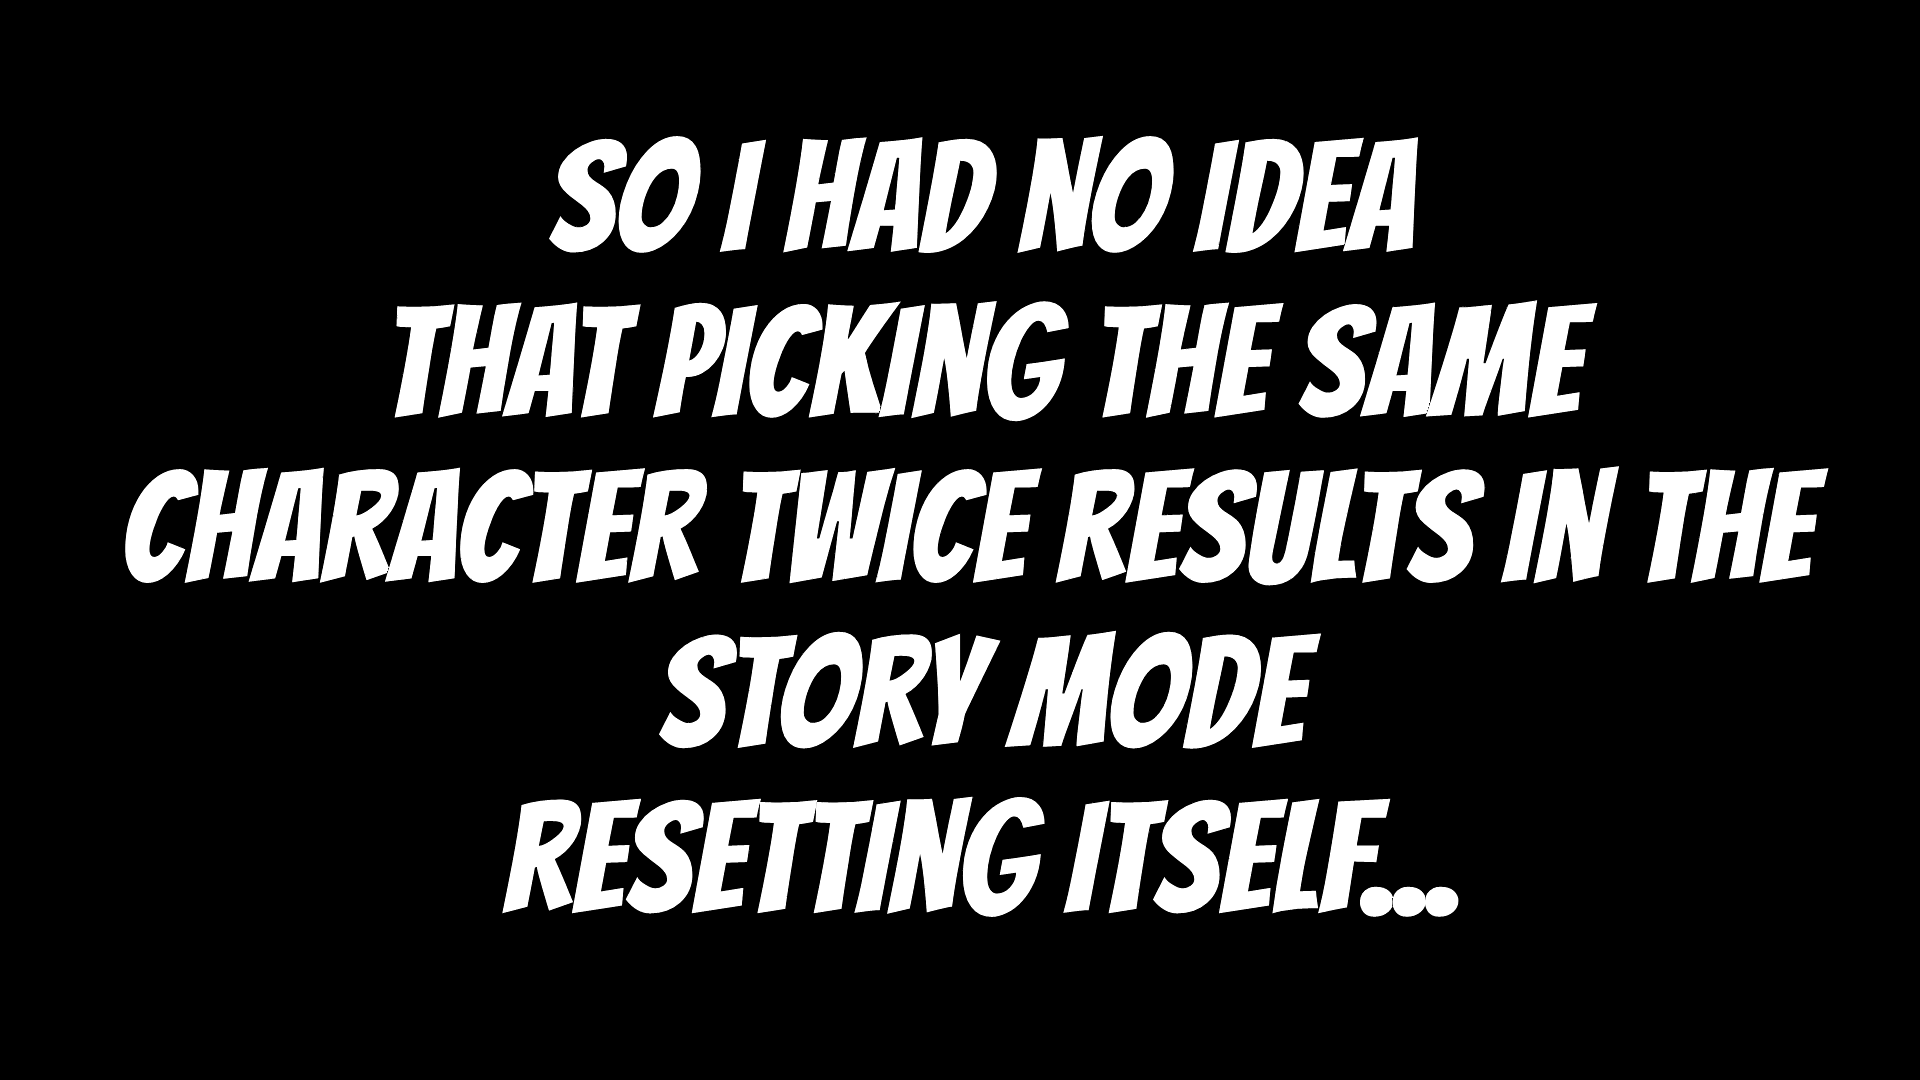 SO I HAD NO IDEA
THAT PICKING THE SAME
CHARACTER TWICE RESULTS IN THE
STORY MODE
RESETTING ITSELF...